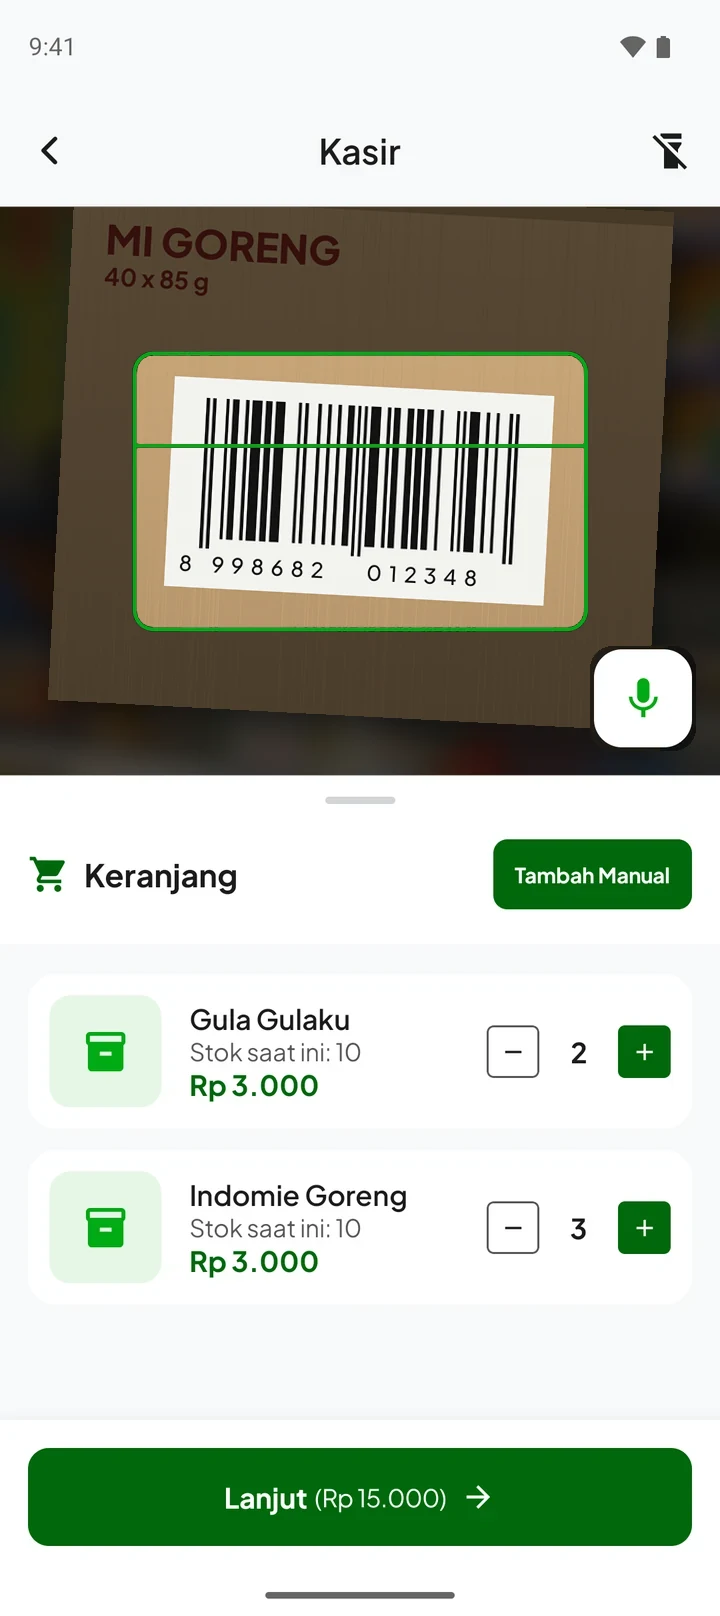 9:41
Kasir
MI GORENG
40 x 85 g
8 998682 012348
Keranjang
Tambah Manual
Gula Gulaku
Stok saat ini: 10
Rp 3.000
2
Indomie Goreng
Stok saat ini: 10
Rp 3.000
3
Lanjut (Rp 15.000)